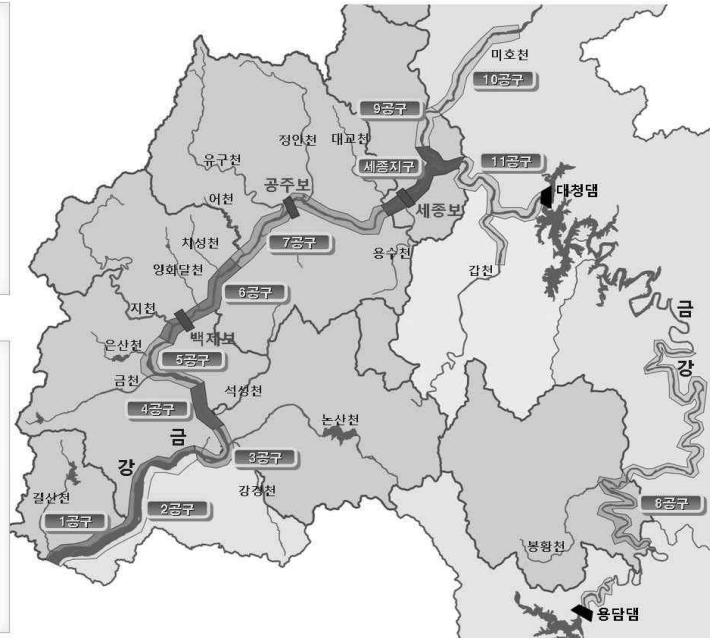 미호천
10공구
9공구
정안천
대교천
유구천
세종지구
11공구
공주보
대청댐
어천
세종보
치성천
7공구
용수천
영화달천
갑천
6공구
지천
금
백제보
은산천
5공구
강
금천
석성천
4공구
논산천
금
3공구
강
강경천
길산천
8공구
2공구
1공구
봉황천
용담댐